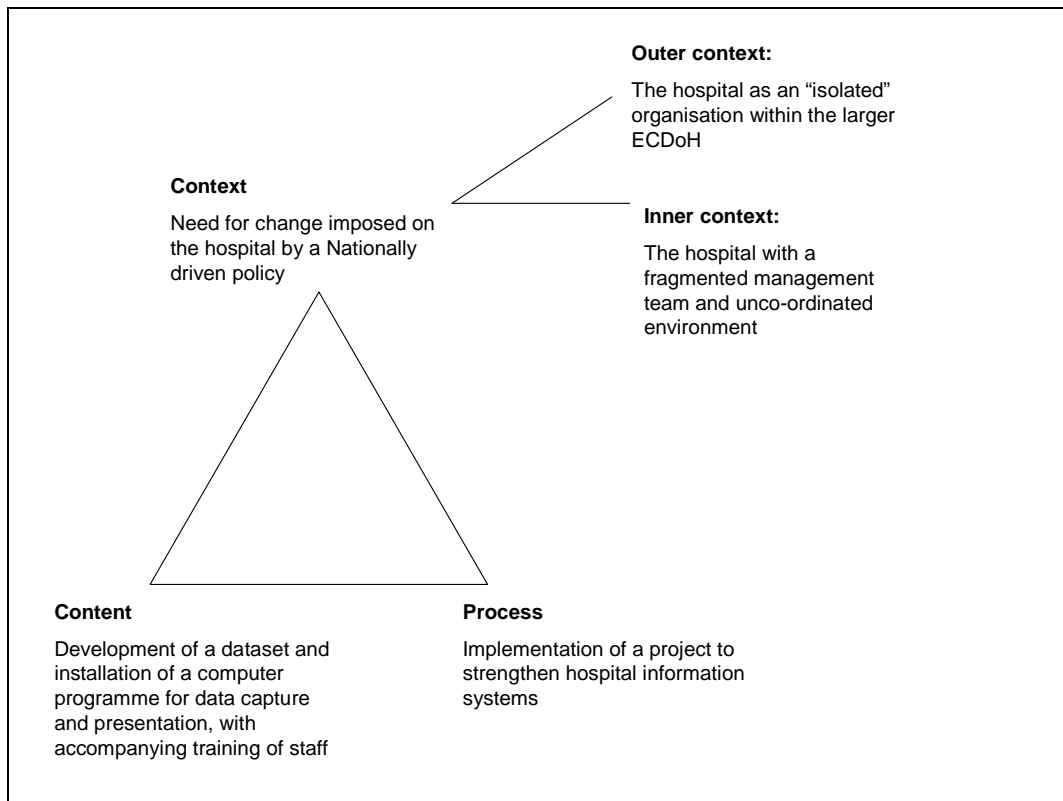 Outer context:
The hospital as an “isolated”
organisation within the larger
ECDoH
Context
Need for change imposed on
the hospital by a Nationally
driven policy
Inner context:
The hospital with a
fragmented management
team and unco-ordinated
environment
Content
Development of a dataset and
installation of a computer
programme for data capture
and presentation, with
accompanying training of staff
Process
Implementation of a project to
strengthen hospital information
systems